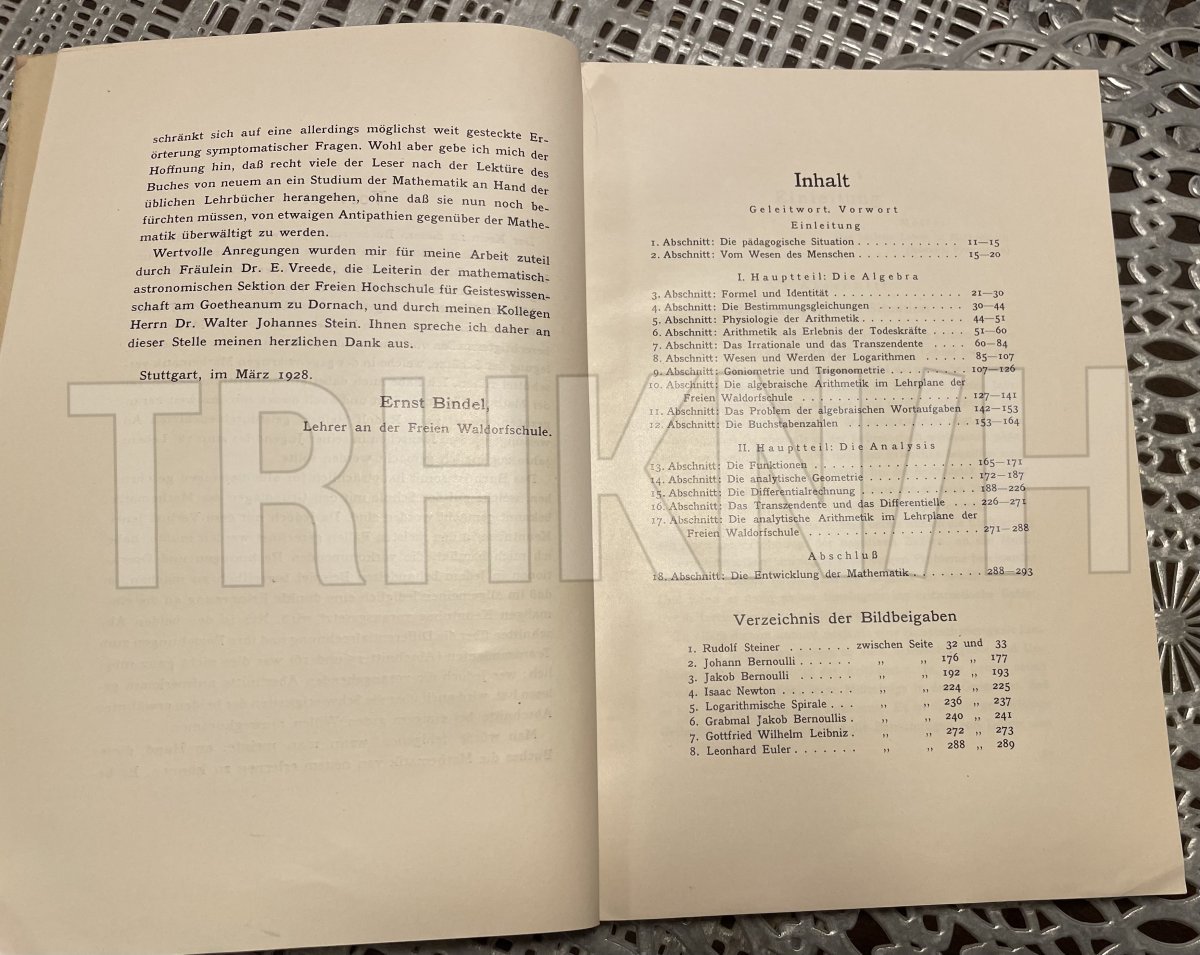 schränkt sich auf eine allerdings möglichst weit gesteckte Er-
örterung symptomatischer Fragen. Wohl aber gebe ich mich der
Hoffnung hin, daß recht viele der Leser nach der Lektüre des
Buches von neuem an ein Studium der Mathematik an Hand der
üblichen Lehrbücher herangehen, ohne daß sie nun noch be-
fürchten müssen, von etwaigen Antipathien gegenüber der Mathe-
matik überwältigt zu werden.
Wertvolle Anregungen wurden mir für meine Arbeit zuteil
durch Fräulein Dr. E. Vreede, die Leiterin der mathematisch-
astronomischen Sektion der Freien Hochschule für Geisteswissen-
schaft am Goetheanum zu Dornach, und durch meinen Kollegen
Herrn Dr. Walter Johannes Stein. Ihnen spreche ich daher an
dieser Stelle meinen herzlichen Dank aus.
Stuttgart, im März 1928.
Ernst Bindel,
Lehrer an der Freien Waldorfschule.
Inhalt
Geleitwort. Vorwort
Einleitung
1. Abschnitt: Die pädagogische Situation . . . . . . . . . . . . 11—15
2. Abschnitt: Vom Wesen des Menschen . . . . . . . . . . . . 15—20
I. Hauptteil: Die Algebra
3. Abschnitt: Formel und Identität . . . . . . . . . . . . . . . 21—30
4. Abschnitt: Die Bestimmungsgleichungen . . . . . . . . . . 30—44
5. Abschnitt: Physiologie der Arithmetik . . . . . . . . . . . . 44—51
6. Abschnitt: Arithmetik als Erlebnis der Todeskräfte . . . . 51—60
7. Abschnitt: Das Irrationale und das Transzendente . . . . 60—84
8. Abschnitt: Wesen und Werden der Logarithmen . . . . . 85—107
9. Abschnitt: Goniometrie und Trigonometrie . . . . . . . . . 107—126
10. Abschnitt: Die algebraische Arithmetik im Lehrplane der
Freien Waldorfschule . . . . . . . . . . . . . . . . . . 127—141
11. Abschnitt: Das Problem der algebraischen Wortaufgaben 142—153
12. Abschnitt: Die Buchstabenzahlen . . . . . . . . . . . . . 153—164
II. Hauptteil: Die Analysis
13. Abschnitt: Die Funktionen . . . . . . . . . . . . . . . . . 165—171
14. Abschnitt: Die analytische Geometrie . . . . . . . . . . . 172—187
15. Abschnitt: Die Differentialrechnung . . . . . . . . . . . . 188—226
16. Abschnitt: Das Transzendente und das Differentielle . . . 226—271
17. Abschnitt: Die analytische Arithmetik im Lehrplane der
Freien Waldorfschule . . . . . . . . . . . . . . . . . . 271—288
Abschluß
18. Abschnitt: Die Entwicklung der Mathematik . . . . . . . . 288—293
Verzeichnis der Bildbeigaben
1. Rudolf Steiner . . . . . . . zwischen Seite 32 und 33
2. Johann Bernoulli . . . . . . „ „ 176 „ 177
3. Jakob Bernoulli . . . . . . „ „ 192 „ 193
4. Isaac Newton . . . . . . . . „ „ 224 „ 225
5. Logarithmische Spirale . . . „ „ 236 „ 237
6. Grabmal Jakob Bernoullis . „ „ 240 „ 241
7. Gottfried Wilhelm Leibniz . „ „ 272 „ 273
8. Leonhard Euler . . . . . . . „ „ 288 „ 289
TRHKNVH